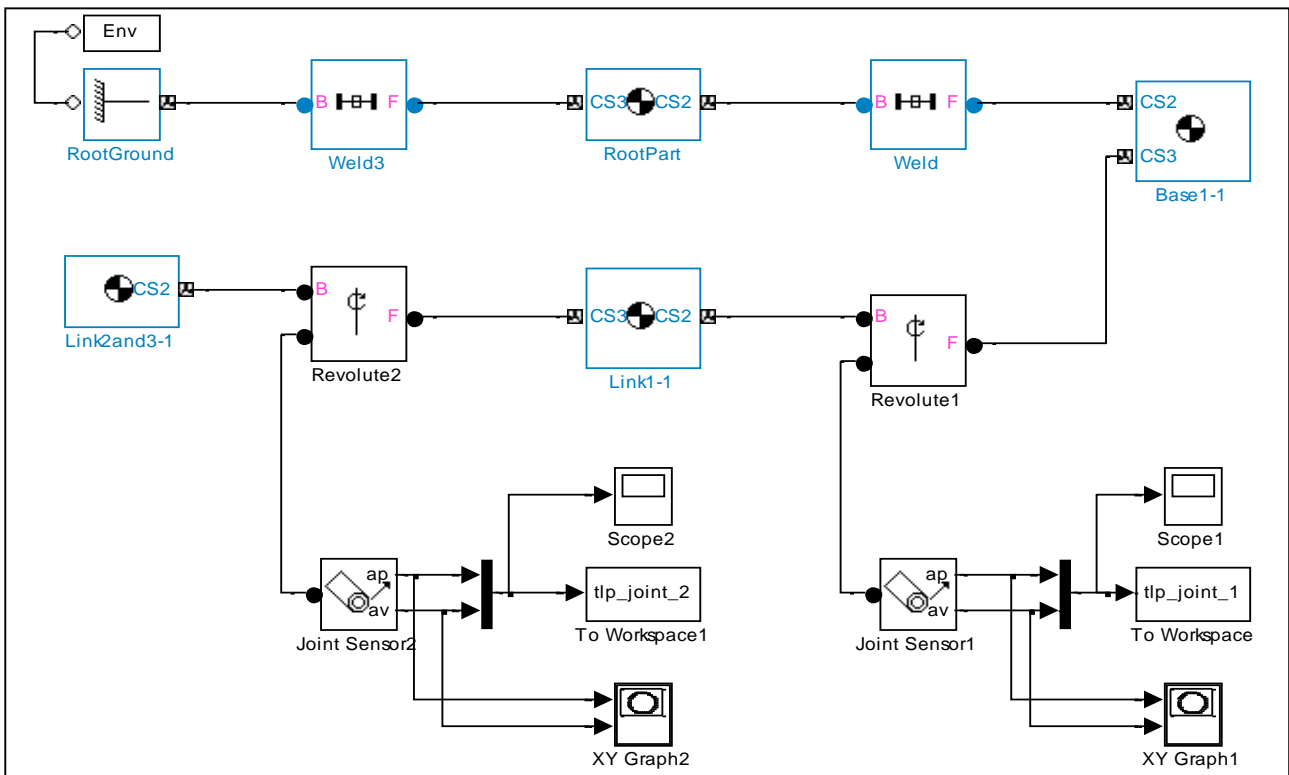 Env
B F
CS3 CS2
B F
CS2
CS3
RootGround
Weld3
RootPart
Weld
Base1-1
CS2
B
F
CS3 CS2
B
F
Link2and3-1
Revolute2
Link1-1
Revolute1
Scope2
Scope1
ap
av
tlp_joint_2
ap
av
tlp_joint_1
Joint Sensor2
To Workspace1
Joint Sensor1
To Workspace
XY Graph2
XY Graph1